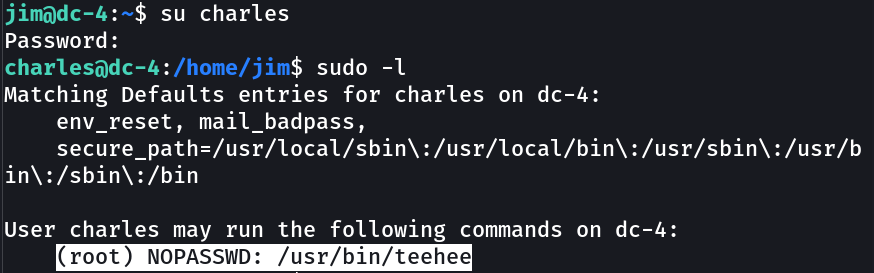 jim@dc-4:~$ su charles
Password:
charles@dc-4:/home/jim$ sudo -l
Matching Defaults entries for charles on dc-4:
    env_reset, mail_badpass,
    secure_path=/usr/local/sbin\:/usr/local/bin\:/usr/sbin\:/usr/b
in\:/sbin\:/bin

User charles may run the following commands on dc-4:
    (root) NOPASSWD: /usr/bin/teehee